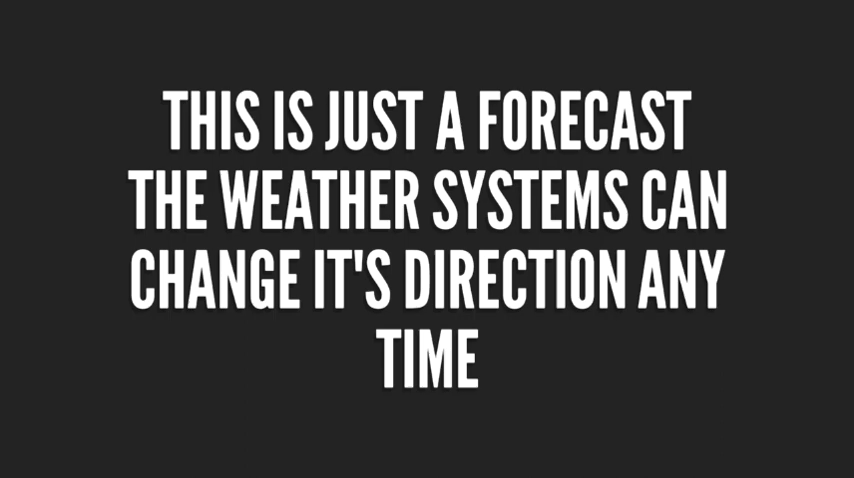 THIS IS JUST A FORECAST
THE WEATHER SYSTEMS CAN
CHANGE IT'S DIRECTION ANY
TIME